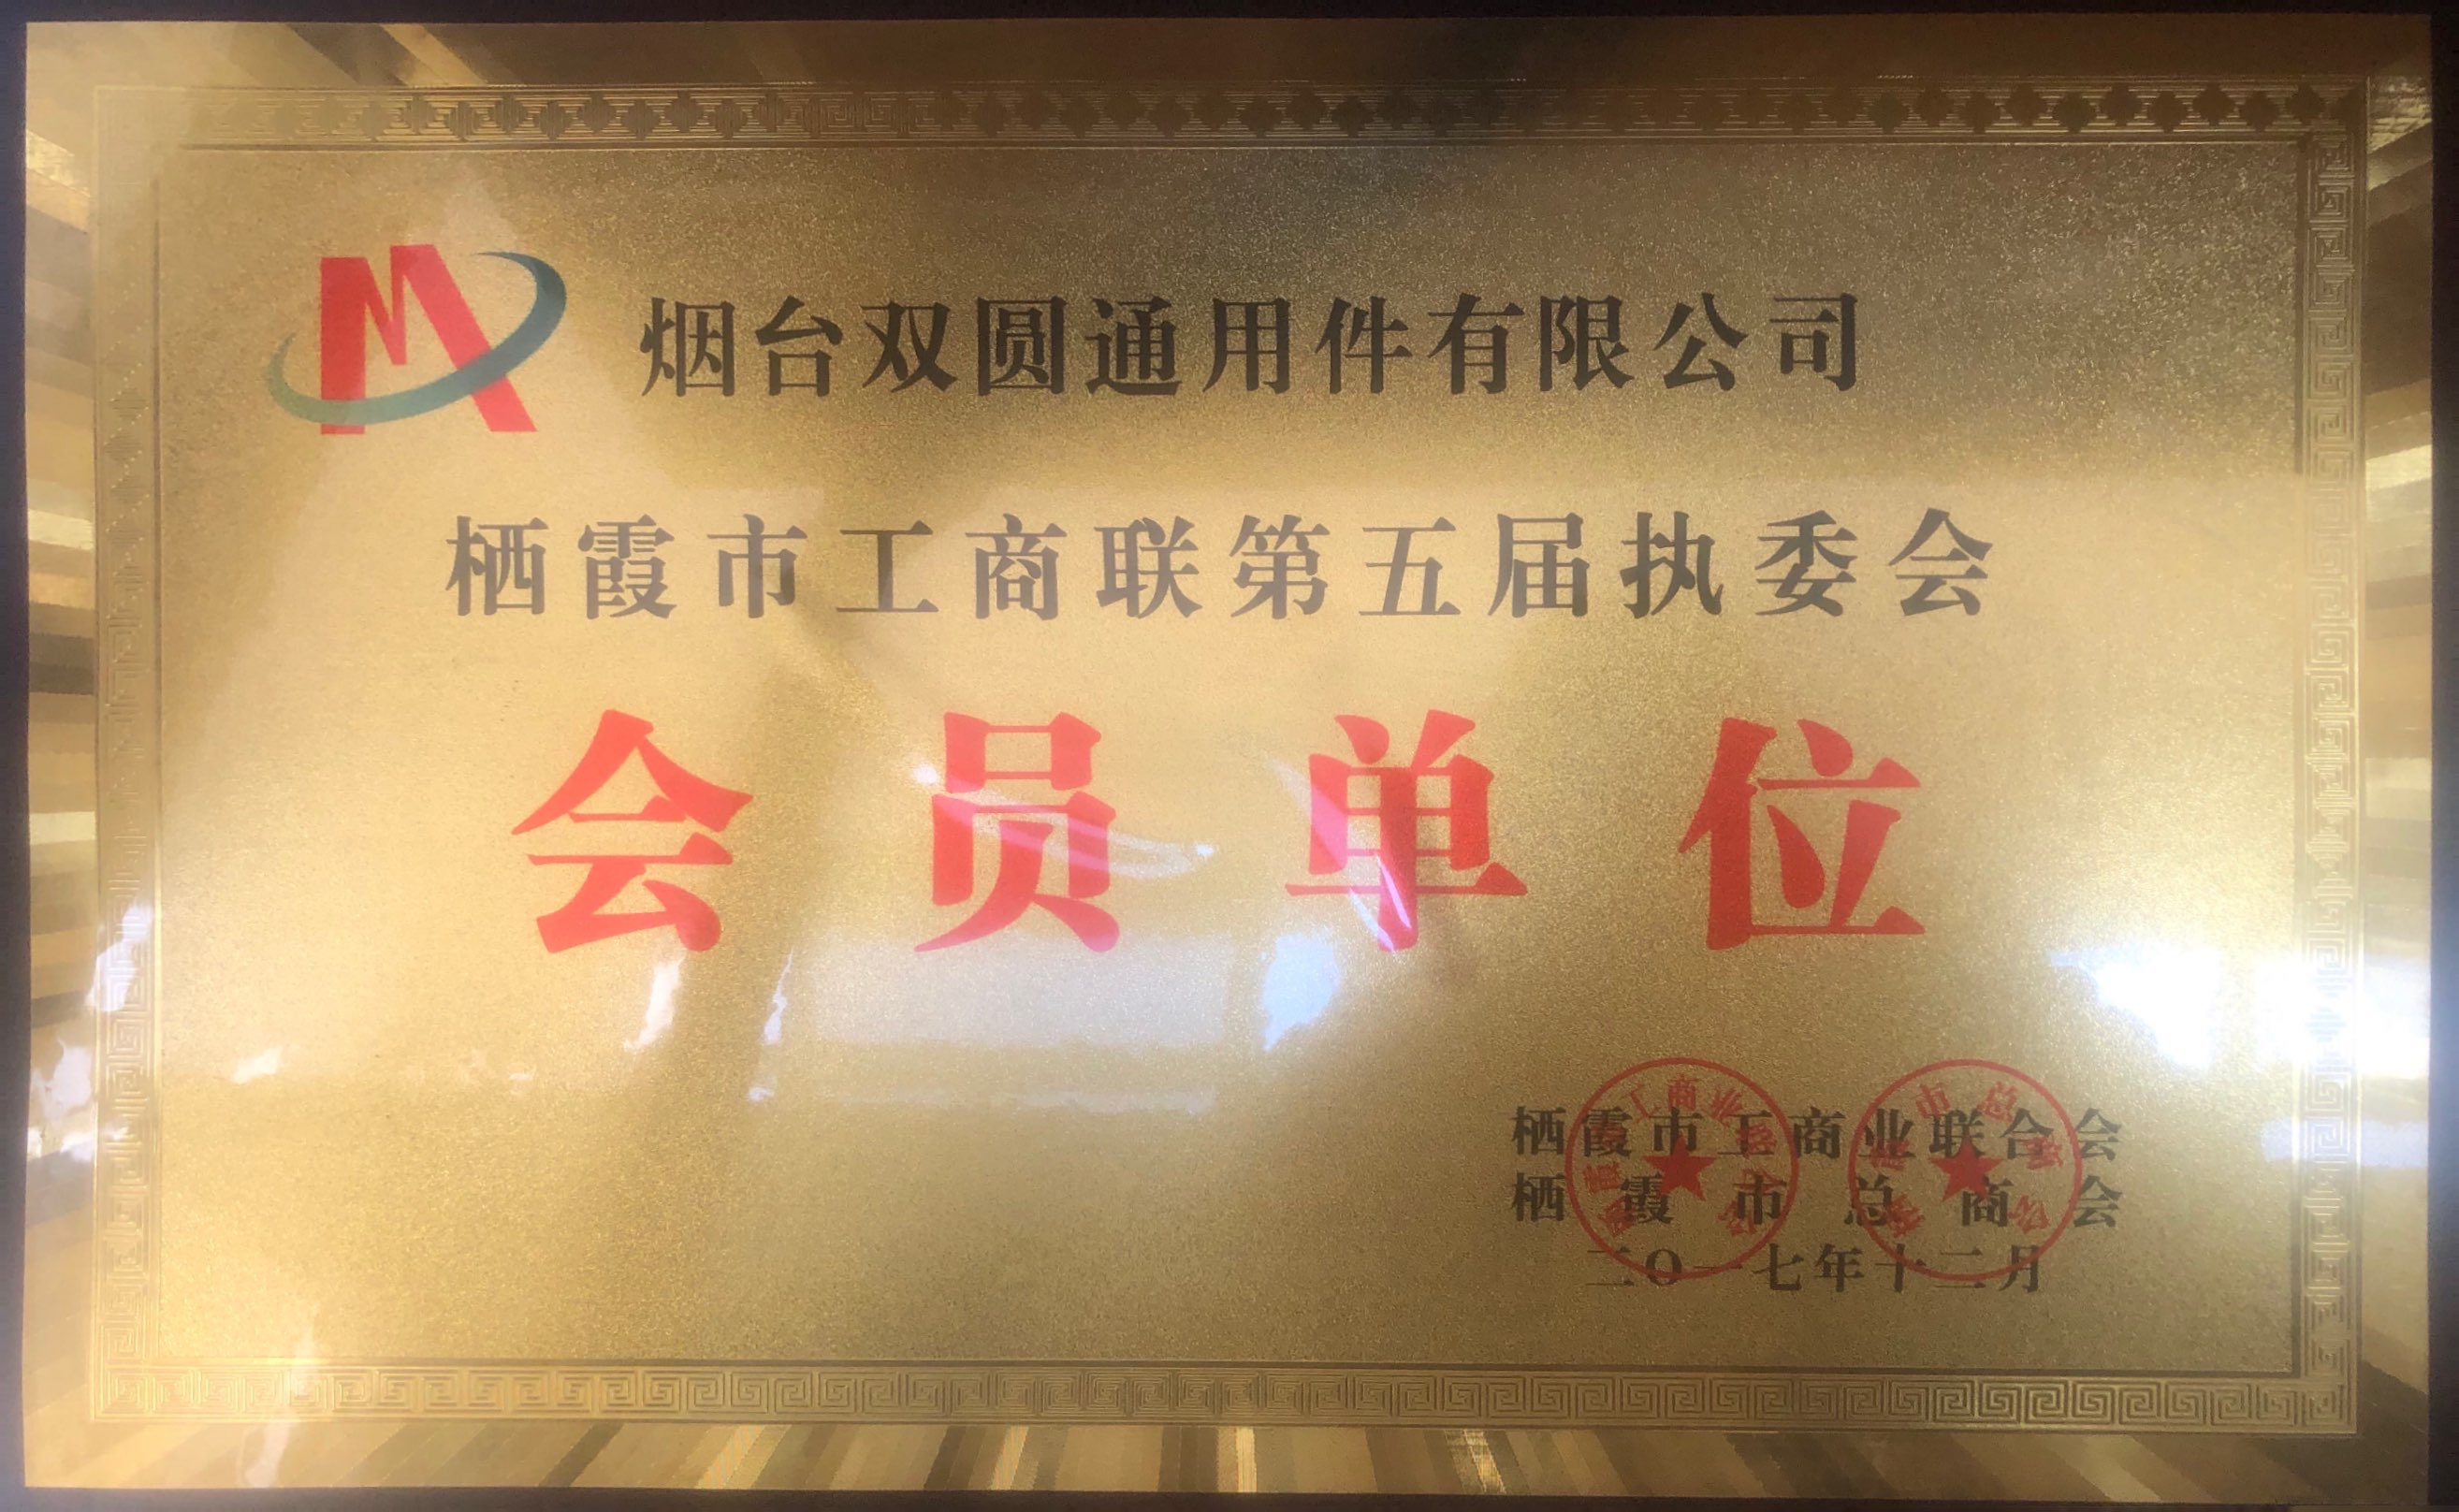 烟台双圆通用件有限公司
栖霞市工商联第五届执委会
会员单位
栖霞市工商业联合会
栖霞市总商会
二〇一七年十二月